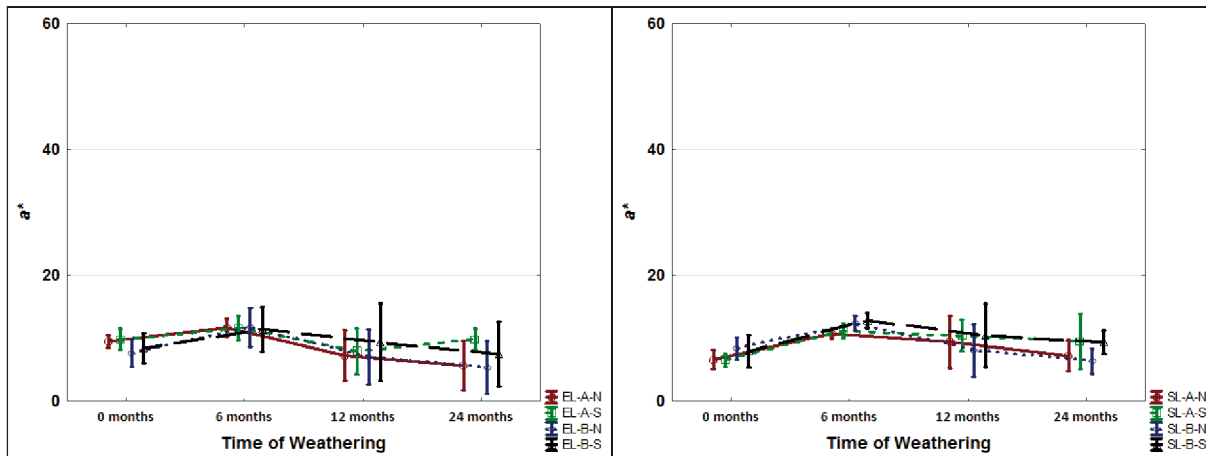 60
40
20
0
a*
0 months
6 months
12 months
24 months
Time of Weathering
EL-A-N
EL-A-S
EL-B-N
EL-B-S
60
40
20
0
a*
0 months
6 months
12 months
24 months
Time of Weathering
SL-A-N
SL-A-S
SL-B-N
SL-B-S